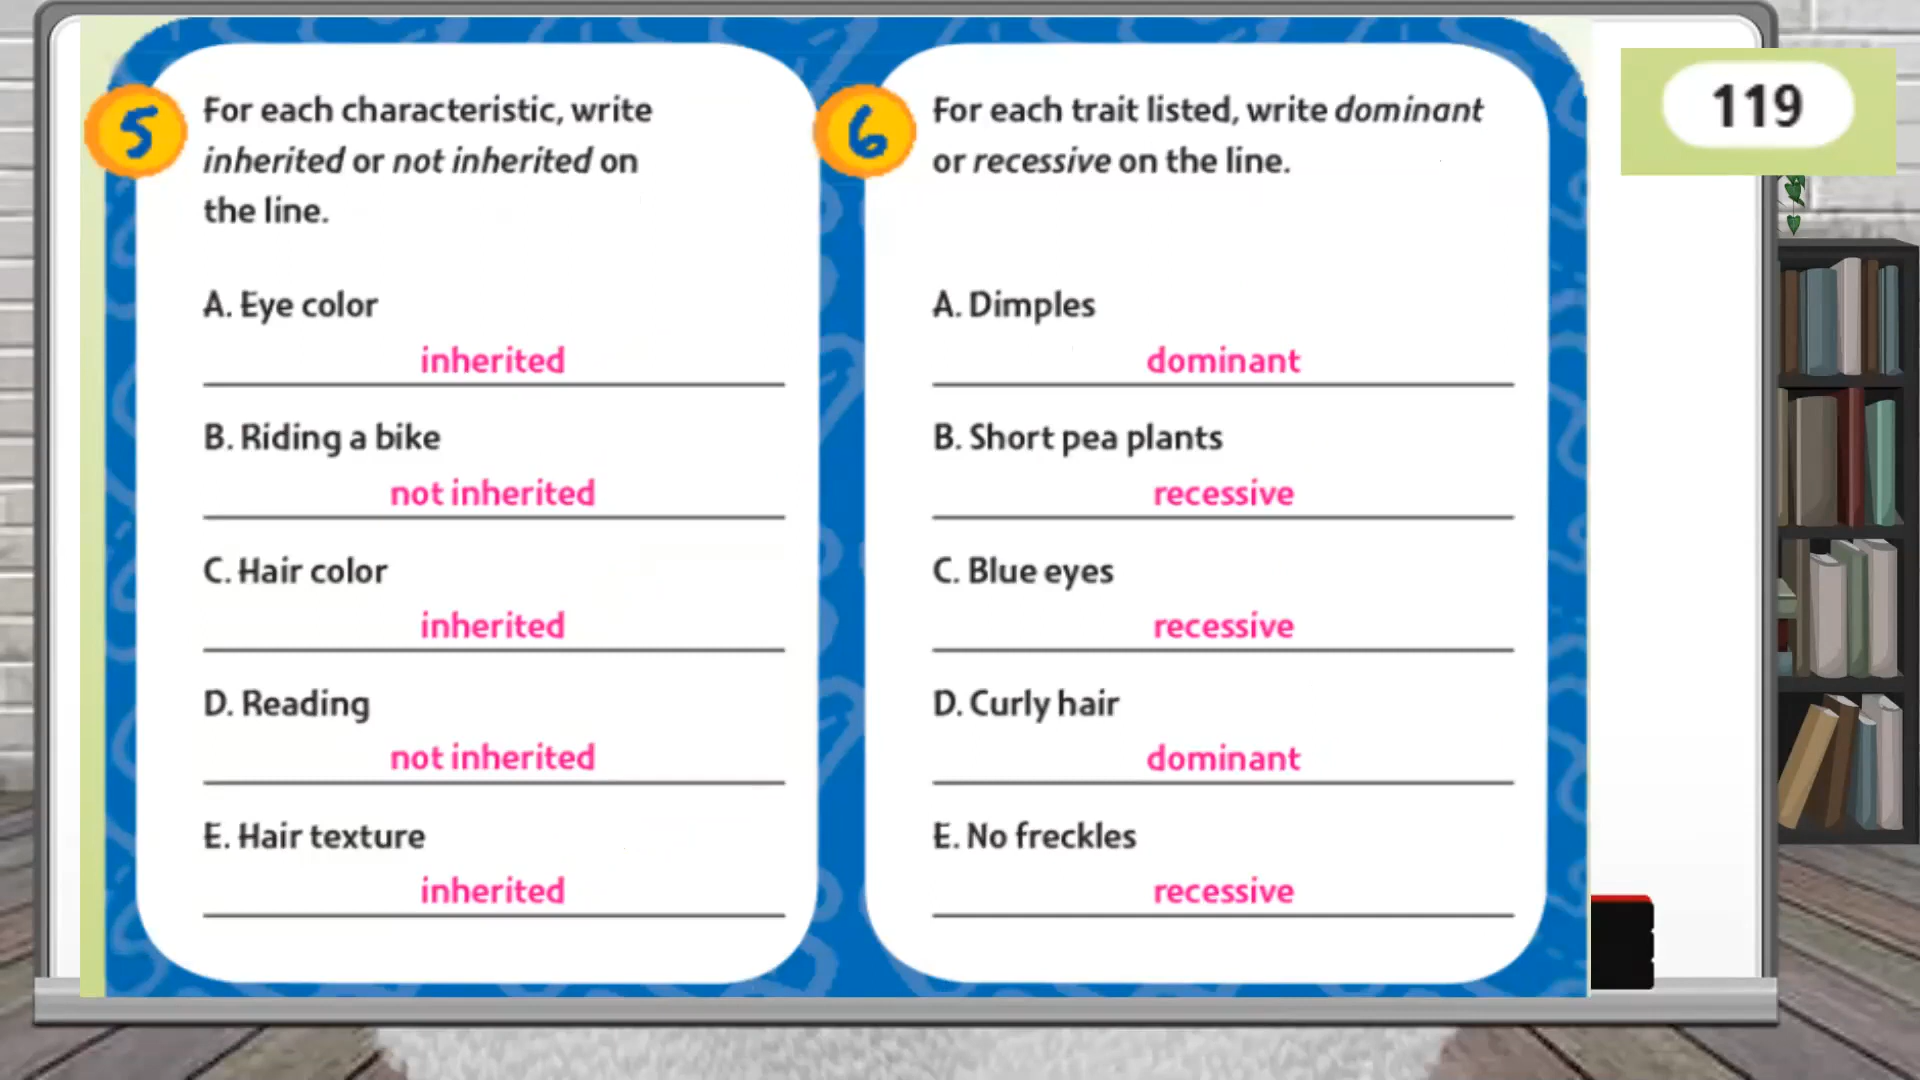 119
5
For each characteristic, write
inherited or not inherited on
the line.
A. Eye color
inherited
B. Riding a bike
not inherited
C. Hair color
inherited
D. Reading
not inherited
E. Hair texture
inherited
6
For each trait listed, write dominant
or recessive on the line.
A. Dimples
dominant
B. Short pea plants
recessive
C. Blue eyes
recessive
D. Curly hair
dominant
E. No freckles
recessive